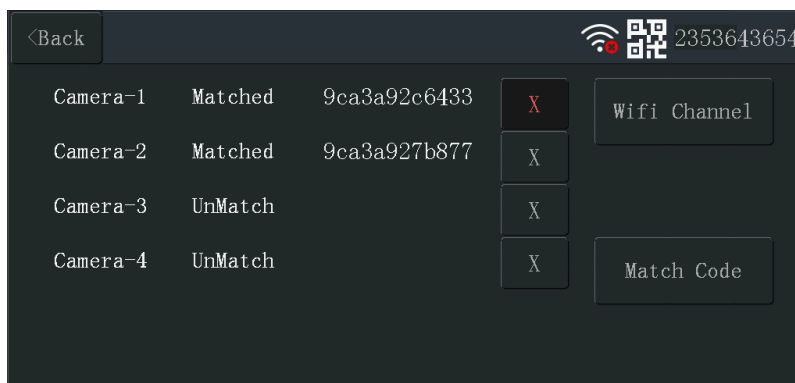 <Back 2353643654
Camera-1 Matched 9ca3a92c6433 X Wifi Channel
Camera-2 Matched 9ca3a927b877 X
Camera-3 UnMatch X
Camera-4 UnMatch X Match Code